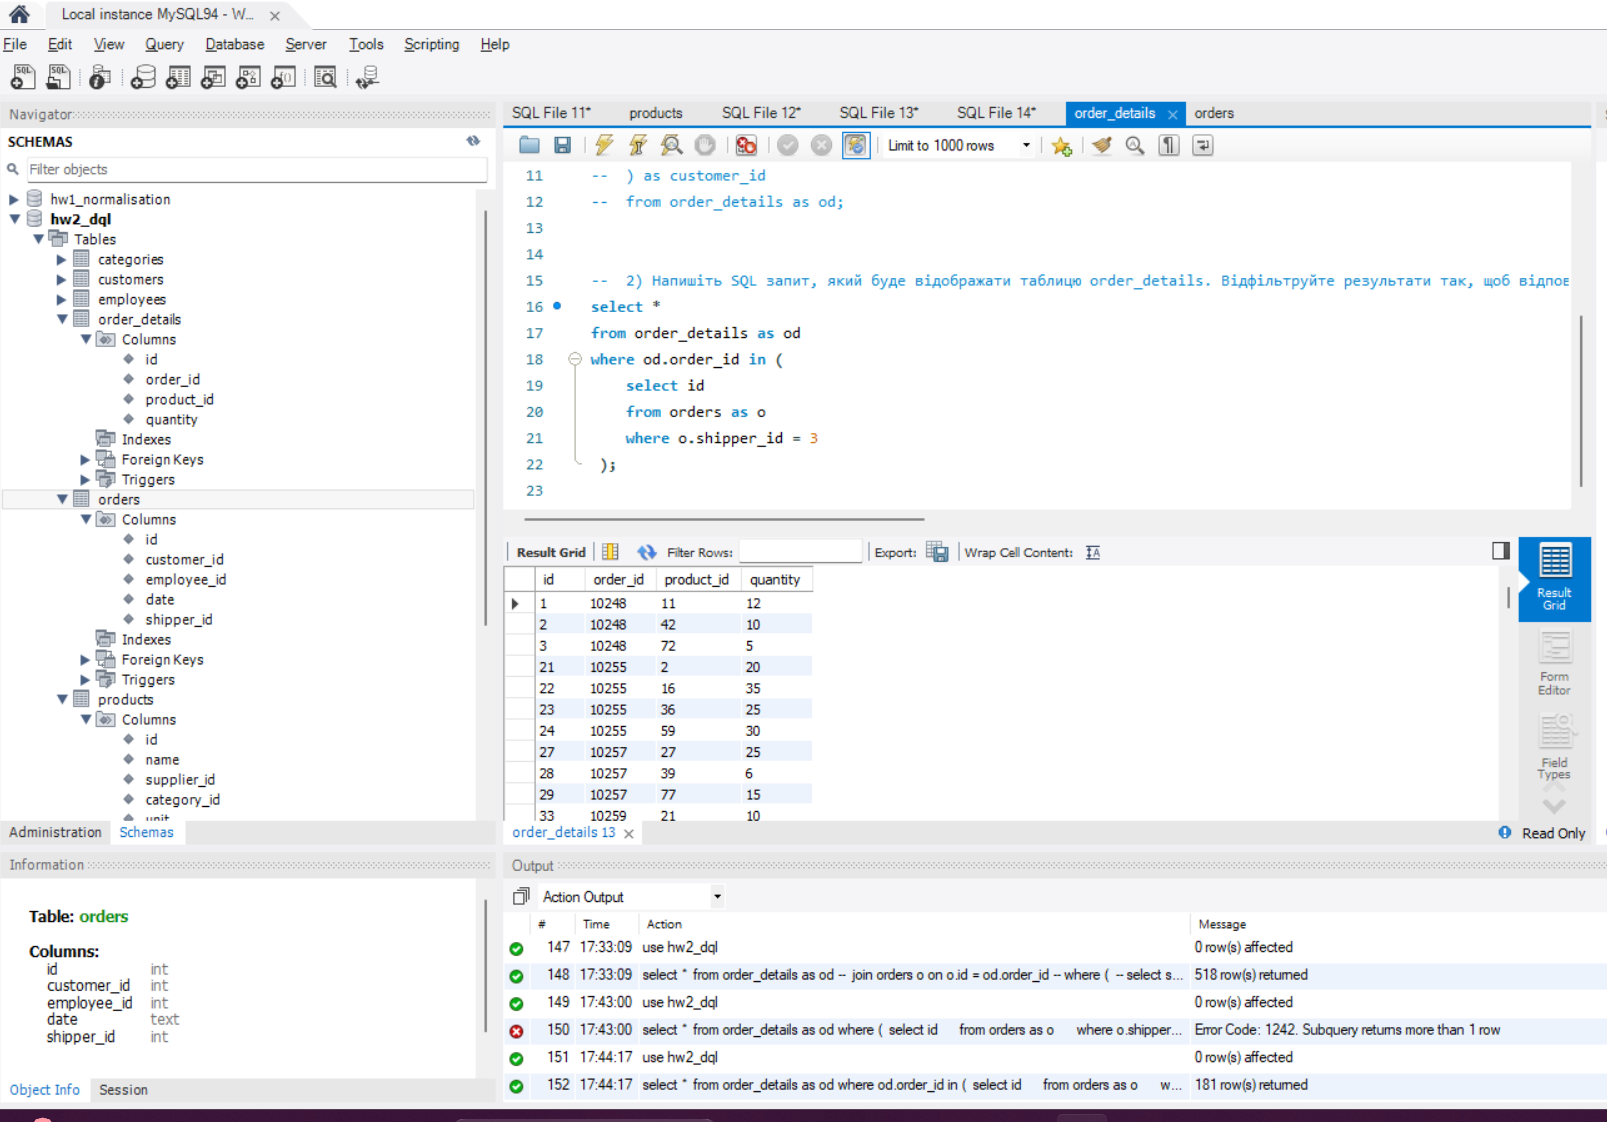 Local instance MySQL94 - W...
File Edit View Query Database Server Tools Scripting Help
Navigator
SCHEMAS
Filter objects
hw1_normalisation
hw2_dql
Tables
categories
customers
employees
order_details
Columns
id
order_id
product_id
quantity
Indexes
Foreign Keys
Triggers
orders
Columns
id
customer_id
employee_id
date
shipper_id
Indexes
Foreign Keys
Triggers
products
Columns
id
name
supplier_id
category_id
unit
Administration Schemas
Information
Table: orders
Columns:
id int
customer_id int
employee_id int
date text
shipper_id int
Object Info Session
SQL File 11* products SQL File 12* SQL File 13* SQL File 14* order_details orders
Limit to 1000 rows
11 -- ) as customer_id
12 -- from order_details as od;
13
14
15 -- 2) Напишіть SQL запит, який буде відображати таблицю order_details. Відфільтруйте результати так, щоб відпов
16 select *
17 from order_details as od
18 where od.order_id in (
19 select id
20 from orders as o
21 where o.shipper_id = 3
22 );
23
Result Grid Filter Rows: Export: Wrap Cell Content:
id order_id product_id quantity
1 10248 11 12
2 10248 42 10
3 10248 72 5
21 10255 2 20
22 10255 16 35
23 10255 36 25
24 10255 59 30
27 10257 27 25
28 10257 39 6
29 10257 77 15
33 10259 21 10
Result
Grid
Form
Editor
Field
Types
order_details 13
Read Only
Output
Action Output
# Time Action Message
147 17:33:09 use hw2_dql 0 row(s) affected
148 17:33:09 select * from order_details as od -- join orders o on o.id = od.order_id -- where ( -- select s... 518 row(s) returned
149 17:43:00 use hw2_dql 0 row(s) affected
150 17:43:00 select * from order_details as od where ( select id from orders as o where o.shipper... Error Code: 1242. Subquery returns more than 1 row
151 17:44:17 use hw2_dql 0 row(s) affected
152 17:44:17 select * from order_details as od where od.order_id in ( select id from orders as o w... 181 row(s) returned